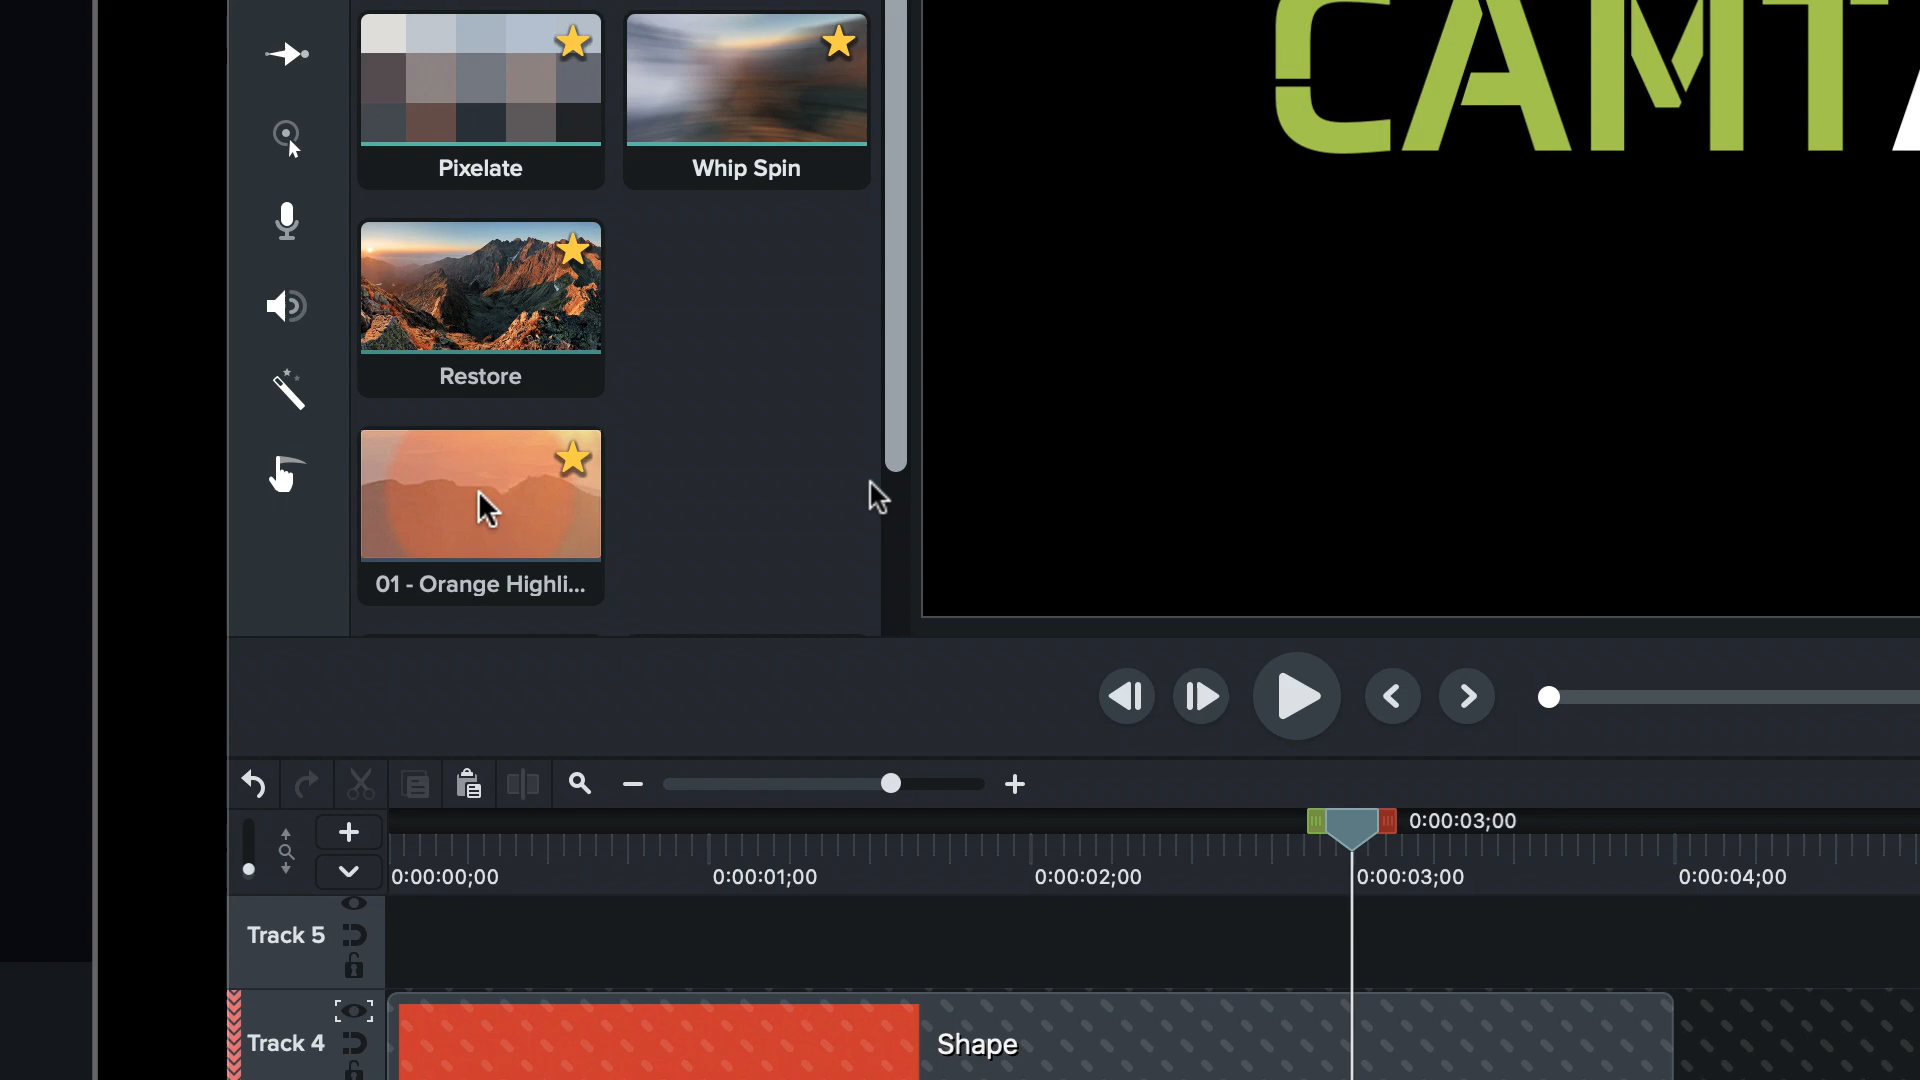 CAMTA
Pixelate
Whip Spin
Restore
01 - Orange Highli...
0:00:03;00
0:00:00;00
0:00:01;00
0:00:02;00
0:00:03;00
0:00:04;00
Track 5
Track 4
Shape